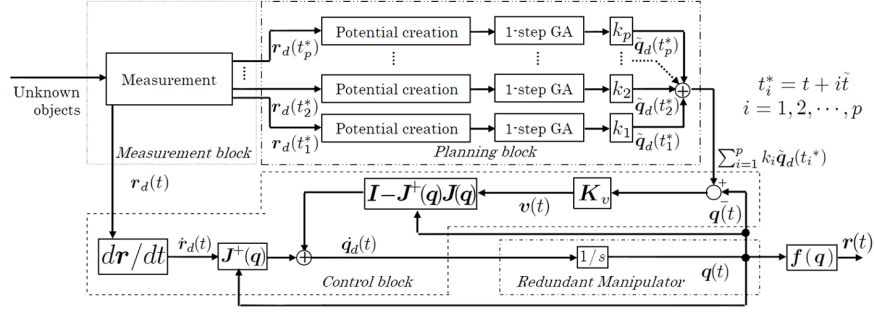 Unknown objects
Measurement
Measurement block
r_d(t_p^*)
Potential creation
1-step GA
k_p
q̃_d(t_p^*)
r_d(t_2^*)
Potential creation
1-step GA
k_2
q̃_d(t_2^*)
r_d(t_1^*)
Potential creation
1-step GA
k_1
q̃_d(t_1^*)
Planning block
t_i^* = t + i t̃
i = 1, 2, ⋯, p
∑_{i=1}^p k_i q̃_d(t_i^*)
r_d(t)
I−J⁺(q)J(q)
v(t)
K_v
+
−
q(t)
dr/dt
ṙ_d(t)
J⁺(q)
+
q̇_d(t)
1/s
q(t)
f(q)
r(t)
Control block
Redundant Manipulator